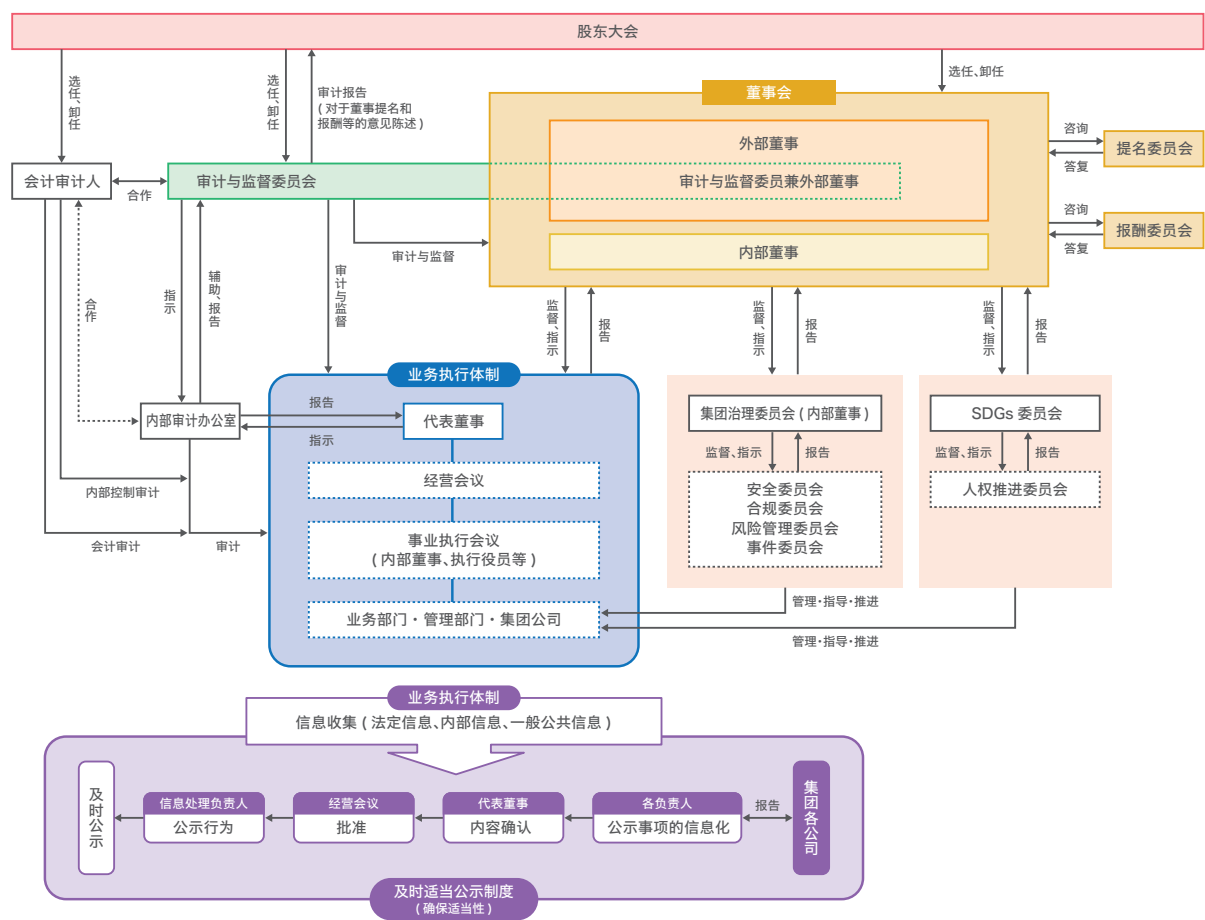 股东大会
选任、卸任
选任、卸任
审计报告
( 对于董事提名和
报酬等的意见陈述 )
选任、卸任
董事会
外部董事
审计与监督委员兼外部董事
内部董事
咨询
答复
提名委员会
咨询
答复
报酬委员会
会计审计人
合作
审计与监督委员会
审计与监督
合作
指示
辅助、报告
审计与监督
监督、指示
报告
监督、指示
报告
监督、指示
报告
业务执行体制
内部审计办公室
报告
指示
代表董事
经营会议
事业执行会议
( 内部董事、执行役员等 )
业务部门・管理部门・集团公司
内部控制审计
会计审计
审计
集团治理委员会 ( 内部董事 )
监督、指示
报告
安全委员会
合规委员会
风险管理委员会
事件委员会
SDGs 委员会
监督、指示
报告
人权推进委员会
管理・指导・推进
管理・指导・推进
业务执行体制
信息收集 ( 法定信息、内部信息、一般公共信息 )
及时公示
信息处理负责人
公示行为
经营会议
批准
代表董事
内容确认
各负责人
公示事项的信息化
报告
集团各公司
及时适当公示制度
( 确保适当性 )